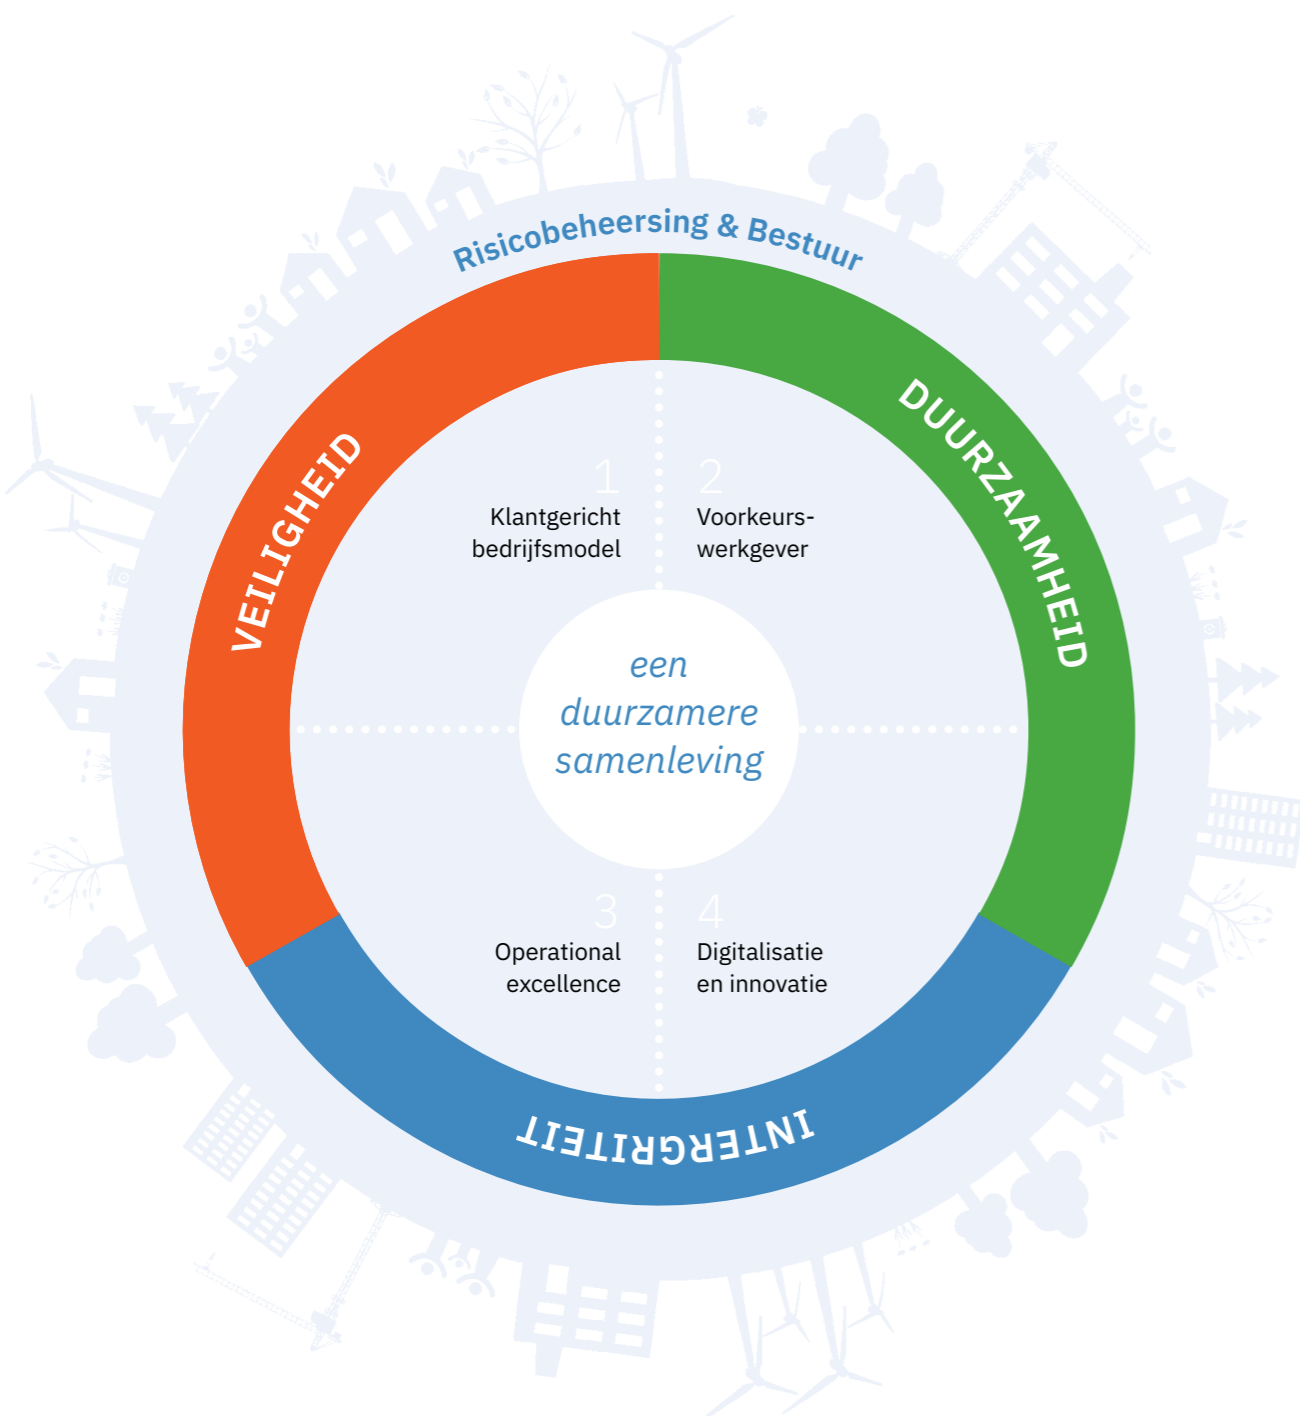 Risicobeheersing & Bestuur
VEILIGHEID
DUURZAAMHEID
1
Klantgericht
bedrijfsmodel
2
Voorkeurs-
werkgever
een
duurzamere
samenleving
3
Operational
excellence
4
Digitalisatie
en innovatie
INTERGRITEIT